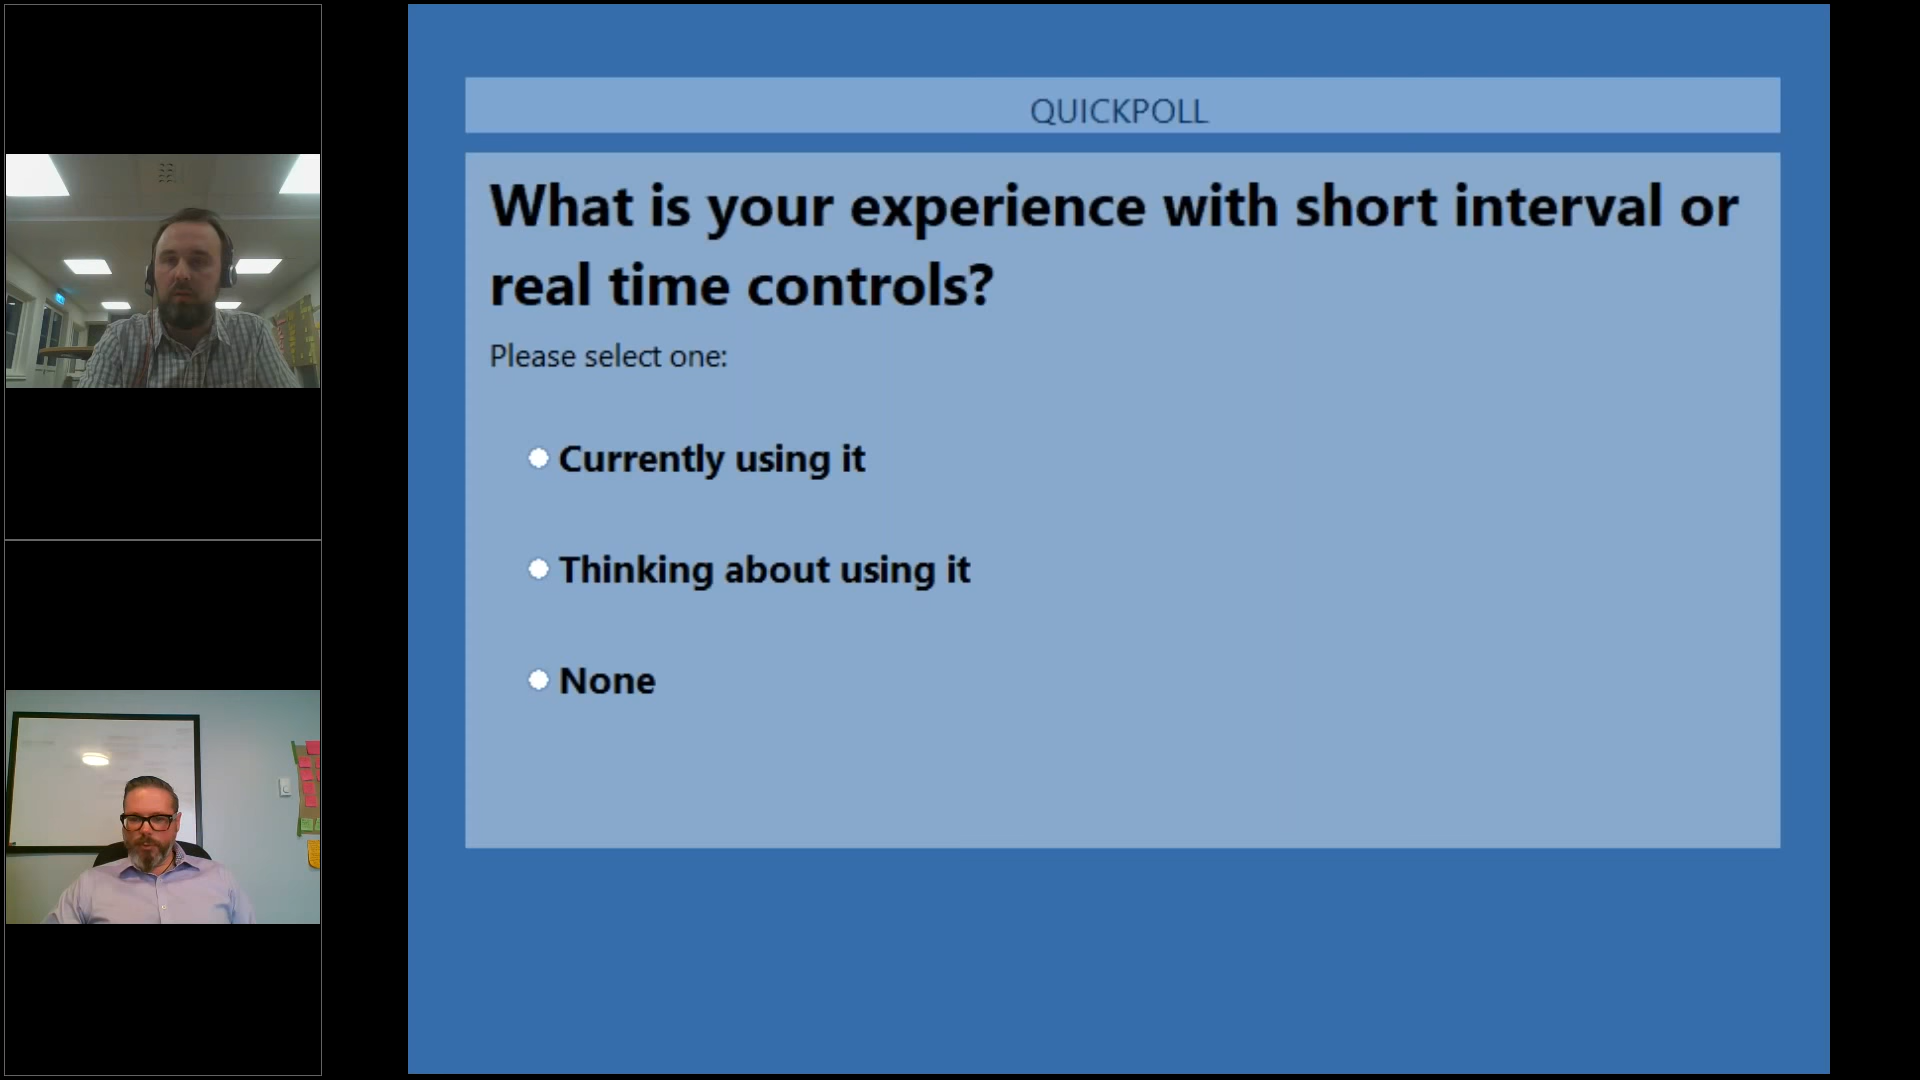 QUICKPOLL
What is your experience with short interval or
real time controls?
Please select one:
Currently using it
Thinking about using it
None